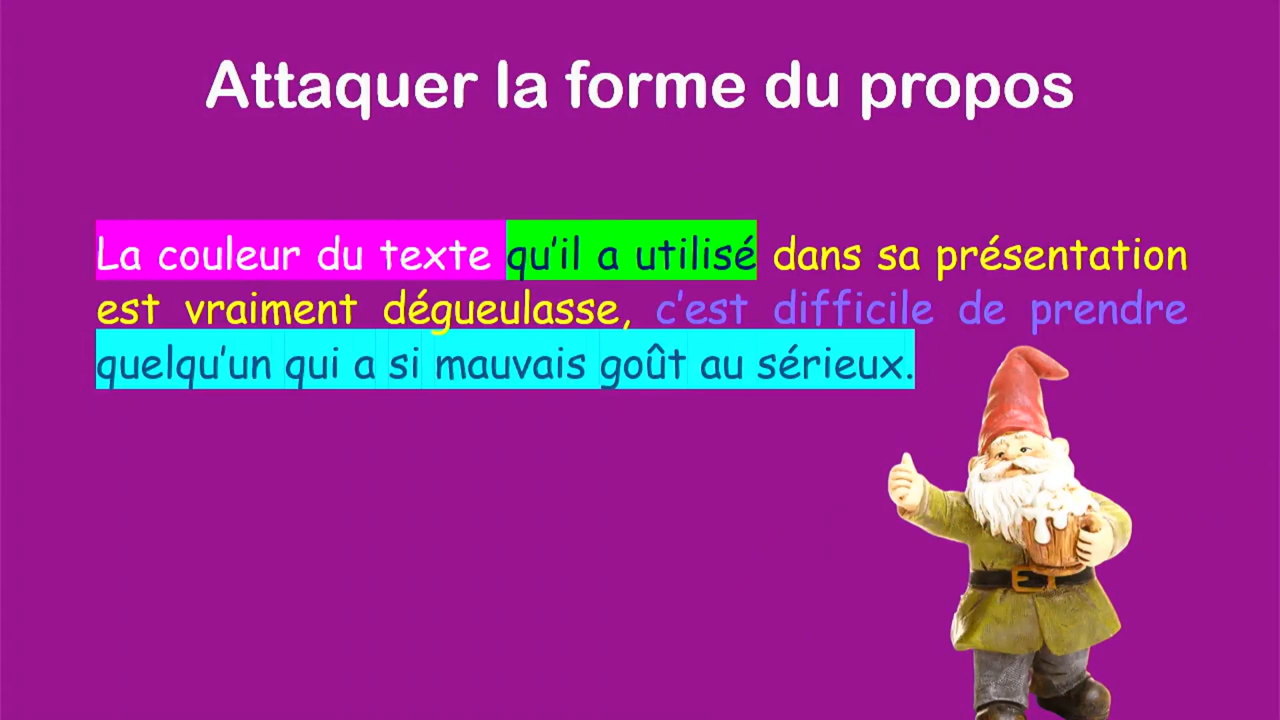 Attaquer la forme du propos
La couleur du texte qu’il a utilisé dans sa présentation
est vraiment dégueulasse, c’est difficile de prendre
quelqu’un qui a si mauvais goût au sérieux.